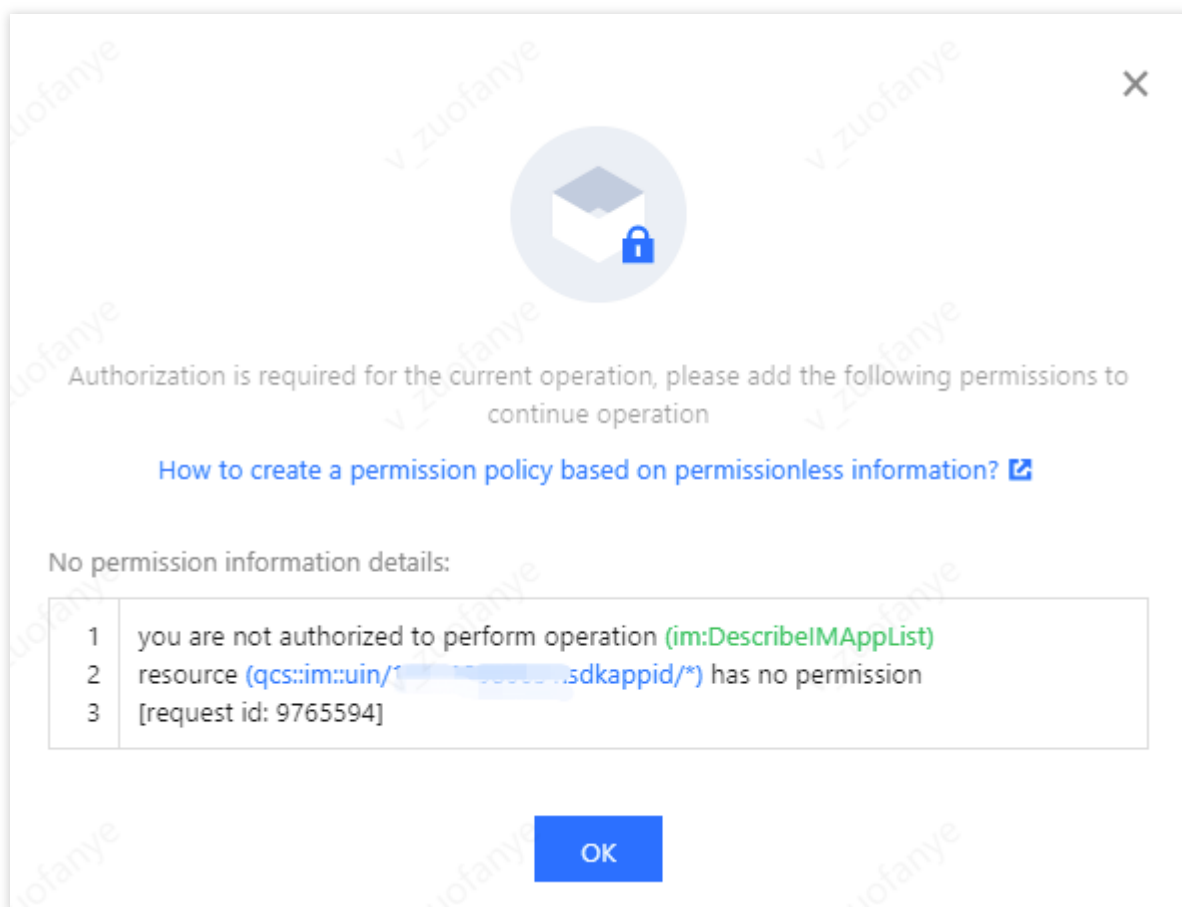 Authorization is required for the current operation, please add the following permissions to
continue operation
How to create a permission policy based on permissionless information?
No permission information details:
1 you are not authorized to perform operation (im:DescribeIMAppList)
2 resource (qcs::im::uin/ sdkappid/*) has no permission
3 [request id: 9765594]
OK
v_zuofanye